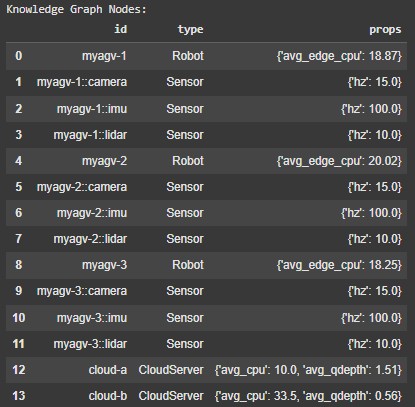 Knowledge Graph Nodes:
id type props
0 myagv-1 Robot {'avg_edge_cpu': 18.87}
1 myagv-1::camera Sensor {'hz': 15.0}
2 myagv-1::imu Sensor {'hz': 100.0}
3 myagv-1::lidar Sensor {'hz': 10.0}
4 myagv-2 Robot {'avg_edge_cpu': 20.02}
5 myagv-2::camera Sensor {'hz': 15.0}
6 myagv-2::imu Sensor {'hz': 100.0}
7 myagv-2::lidar Sensor {'hz': 10.0}
8 myagv-3 Robot {'avg_edge_cpu': 18.25}
9 myagv-3::camera Sensor {'hz': 15.0}
10 myagv-3::imu Sensor {'hz': 100.0}
11 myagv-3::lidar Sensor {'hz': 10.0}
12 cloud-a CloudServer {'avg_cpu': 10.0, 'avg_qdepth': 1.51}
13 cloud-b CloudServer {'avg_cpu': 33.5, 'avg_qdepth': 0.56}